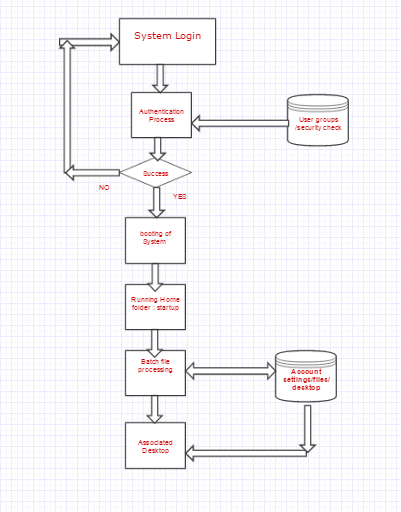 System Login
Authentication
Process
User groups
/security check
Success
NO
YES
booting of
System
Running Home
folder : startup
Batch file
processing
Account
settings/files/
desktop
Associated
Desktop